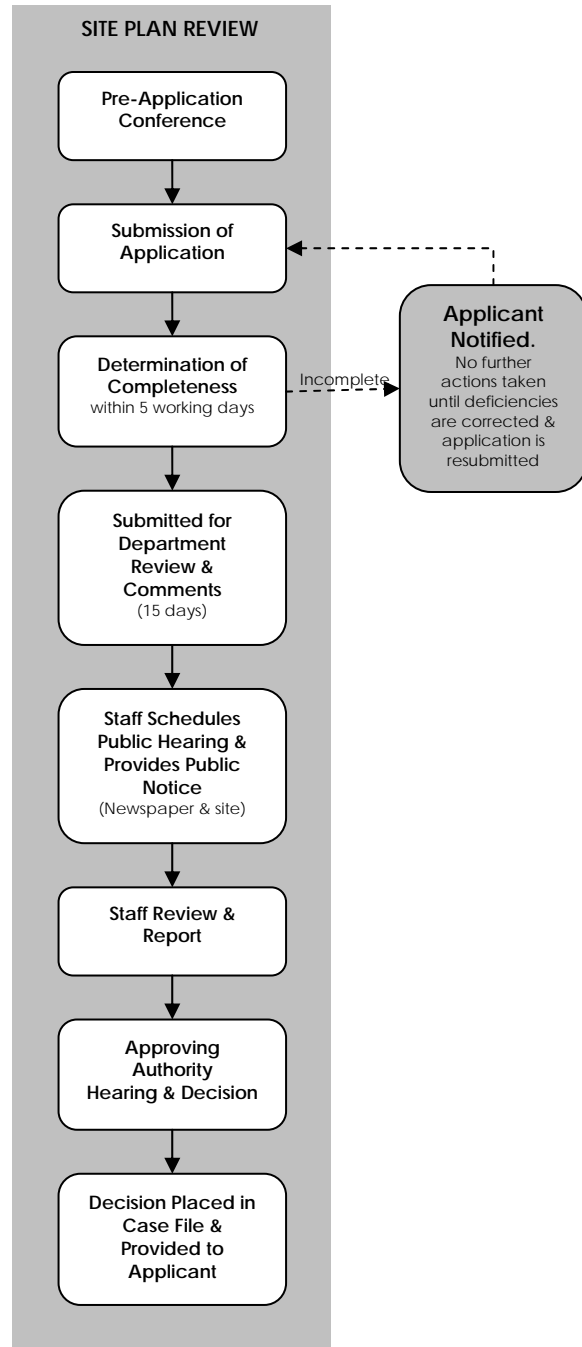 SITE PLAN REVIEW
Pre-Application
Conference
Submission of
Application
Determination of
Completeness
within 5 working days
Incomplete
Applicant
Notified.
No further
actions taken
until deficiencies
are corrected &
application is
resubmitted
Submitted for
Department
Review &
Comments
(15 days)
Staff Schedules
Public Hearing &
Provides Public
Notice
(Newspaper & site)
Staff Review &
Report
Approving
Authority
Hearing & Decision
Decision Placed in
Case File &
Provided to
Applicant